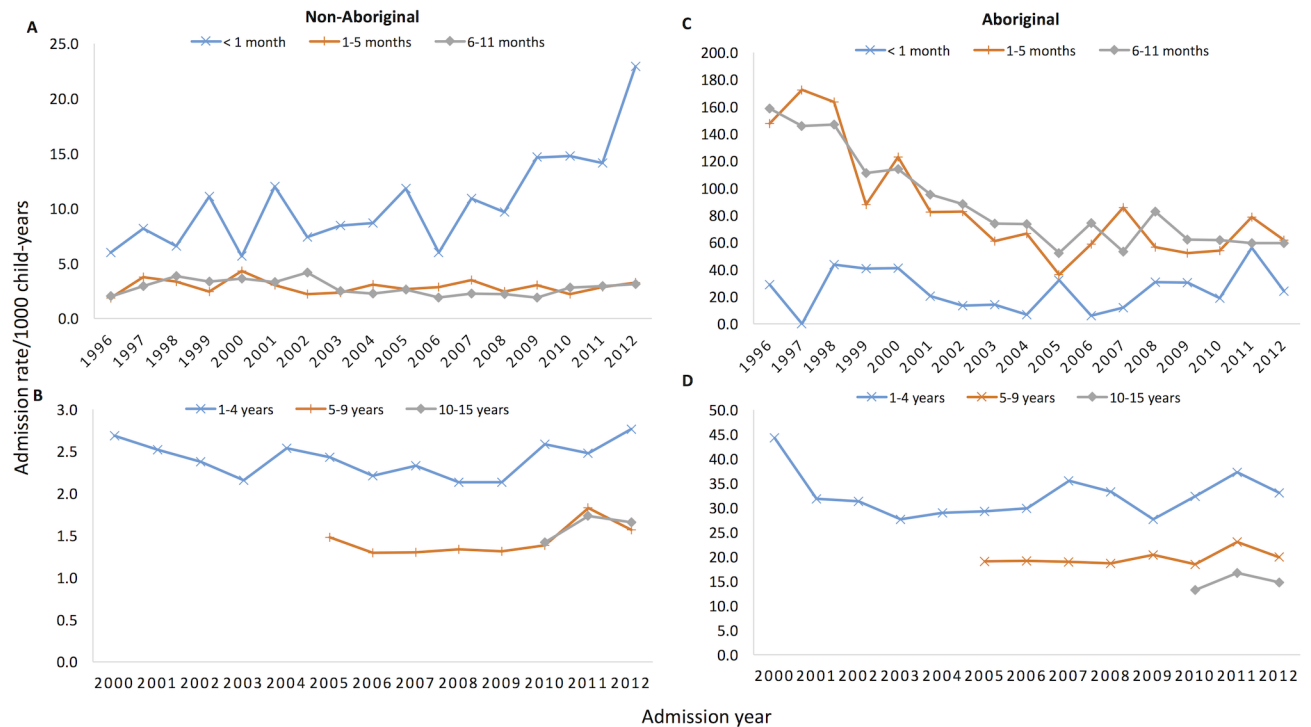 Non-Aboriginal
A
< 1 month 1-5 months 6-11 months
25.0
20.0
15.0
10.0
5.0
0.0
1996 1997 1998 1999 2000 2001 2002 2003 2004 2005 2006 2007 2008 2009 2010 2011 2012
Aboriginal
C
< 1 month 1-5 months 6-11 months
200.0
180.0
160.0
140.0
120.0
100.0
80.0
60.0
40.0
20.0
0.0
1996 1997 1998 1999 2000 2001 2002 2003 2004 2005 2006 2007 2008 2009 2010 2011 2012
Admission rate/1000 child-years
B
1-4 years 5-9 years 10-15 years
3.0
2.5
2.0
1.5
1.0
0.5
0.0
2000 2001 2002 2003 2004 2005 2006 2007 2008 2009 2010 2011 2012
D
1-4 years 5-9 years 10-15 years
50.0
45.0
40.0
35.0
30.0
25.0
20.0
15.0
10.0
5.0
0.0
2000 2001 2002 2003 2004 2005 2006 2007 2008 2009 2010 2011 2012
Admission year